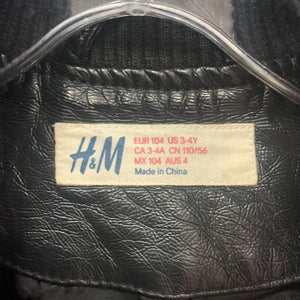 H&M
EUR 104 US 3-4Y
CA 3-4A CN 110/56
MX 104 AUS 4
Made in China